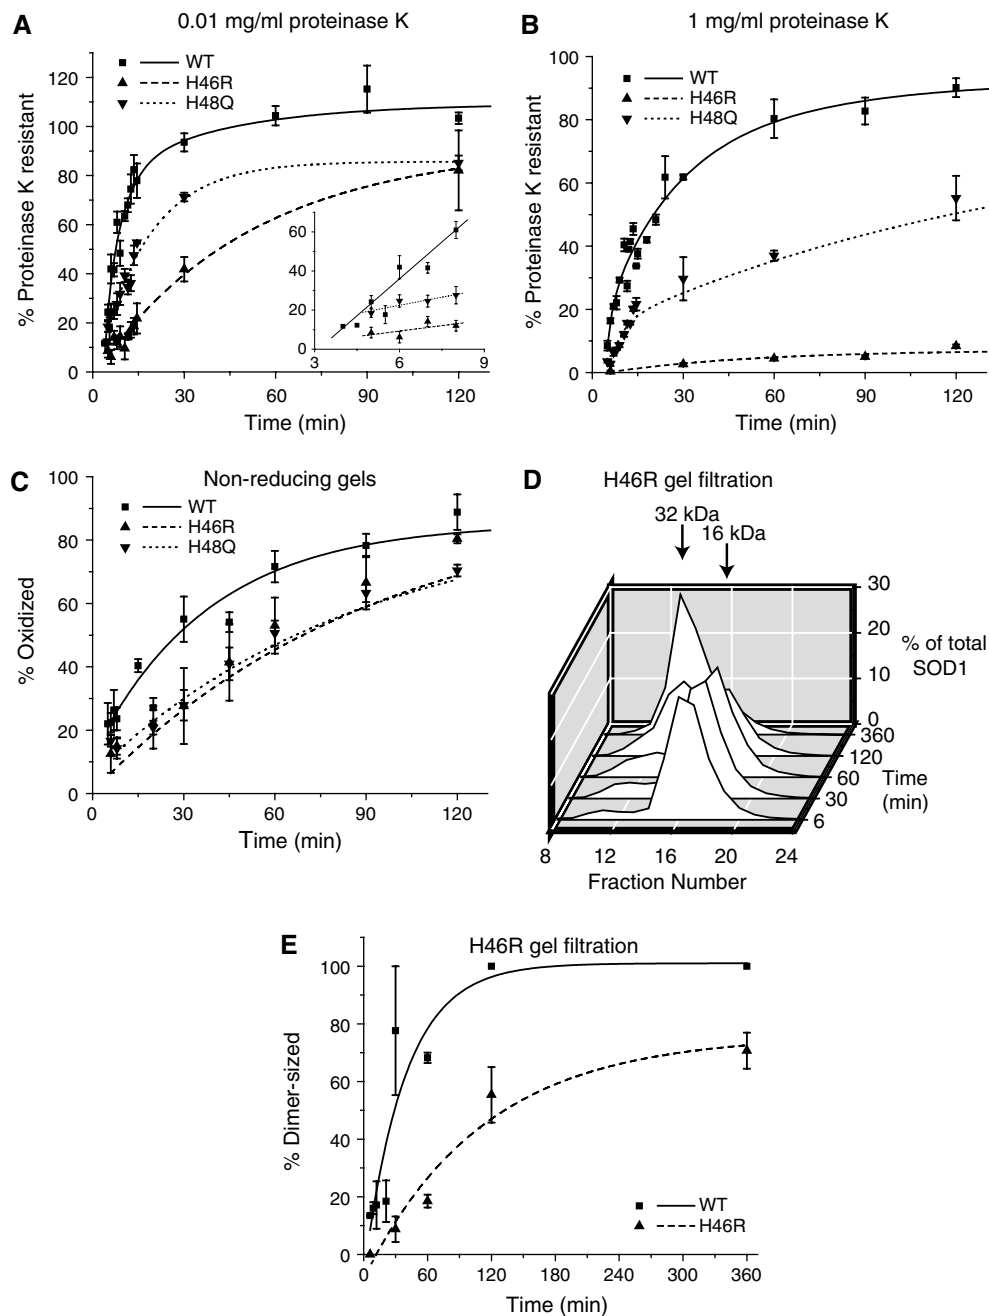 A
0.01 mg/ml proteinase K
WT
H46R
H48Q
% Proteinase K resistant
120
100
80
60
40
20
0
60
40
20
0
3
6
9
0
30
60
90
120
Time (min)
B
1 mg/ml proteinase K
WT
H46R
H48Q
% Proteinase K resistant
100
80
60
40
20
0
0
30
60
90
120
Time (min)
C
Non-reducing gels
WT
H46R
H48Q
% Oxidized
100
80
60
40
20
0
0
30
60
90
120
Time (min)
D
H46R gel filtration
32 kDa
16 kDa
30
20
10
0
% of total
SOD1
360
120
60
30
6
Time
(min)
8
12
16
20
24
Fraction Number
E
H46R gel filtration
% Dimer-sized
100
80
60
40
20
0
WT
H46R
0
60
120
180
240
300
360
Time (min)